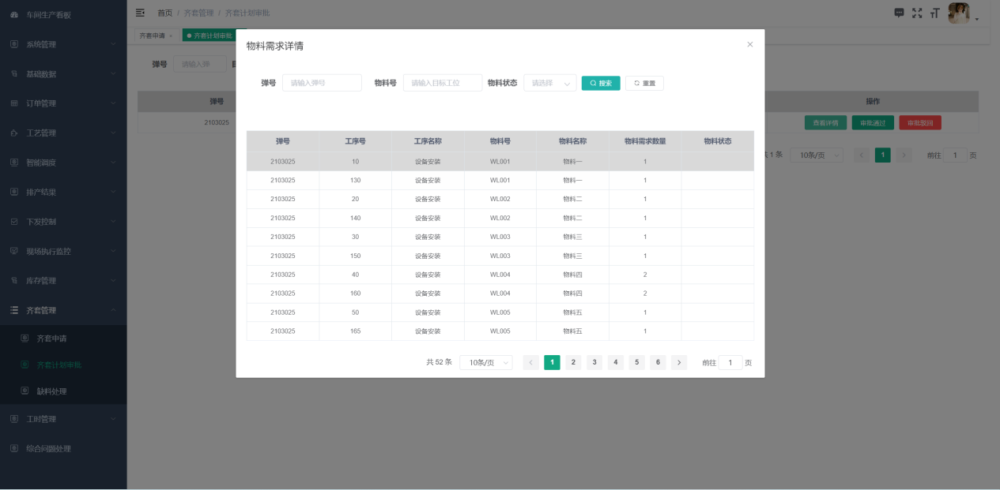 车间生产看板
系统管理
基础数据
订单管理
工艺管理
智能调度
排产结果
下发控制
现场执行监控
库存管理
齐套管理
齐套申请
齐套计划审批
缺料处理
工时管理
综合问题处理
首页 / 齐套管理 / 齐套计划审批
齐套申请 × 齐套计划审批
弹号 请输入弹
弹号 操作
2103025 查看详情 审批通过 审批驳回
1 条 10条/页 < 1 > 前往 1 页
物料需求详情 ×
弹号 请输入弹号 物料号 请输入目标工位 物料状态 请选择 搜索 重置
弹号 工序号 工序名称 物料号 物料名称 物料需求数量 物料状态
2103025 10 设备安装 WL001 物料一 1
2103025 130 设备安装 WL001 物料一 1
2103025 20 设备安装 WL002 物料二 1
2103025 140 设备安装 WL002 物料二 1
2103025 30 设备安装 WL003 物料三 1
2103025 150 设备安装 WL003 物料三 1
2103025 40 设备安装 WL004 物料四 2
2103025 160 设备安装 WL004 物料四 2
2103025 50 设备安装 WL005 物料五 1
2103025 165 设备安装 WL005 物料五 1
共 52 条 10条/页 < 1 2 3 4 5 6 > 前往 1 页